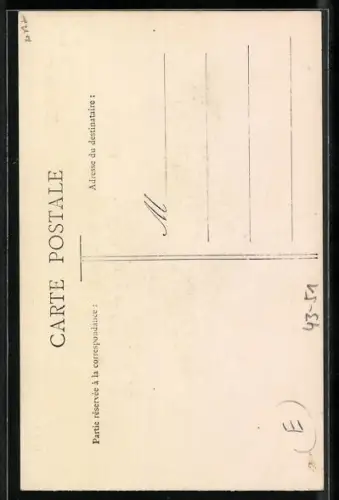 CARTE POSTALE
Partie réservée à la correspondance :
Adresse du destinataire :
M
43-51
(E)